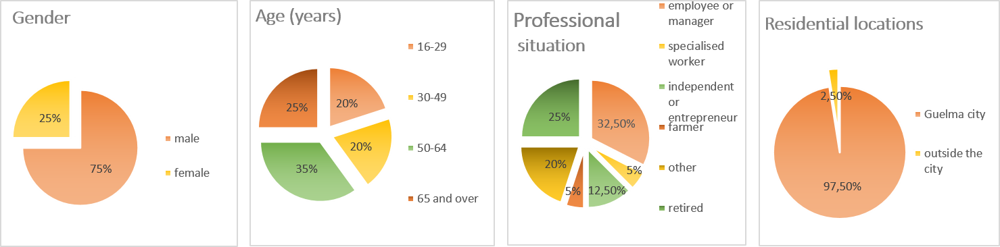 Gender
25%
75%
male
female
Age (years)
25%
20%
20%
35%
16-29
30-49
50-64
65 and over
Professional
situation
25%
32,50%
20%
5%
5%
12,50%
employee or
manager
specialised
worker
independent
or
entrepreneur
farmer
other
retired
Residential locations
2,50%
97,50%
Guelma city
outside the
city